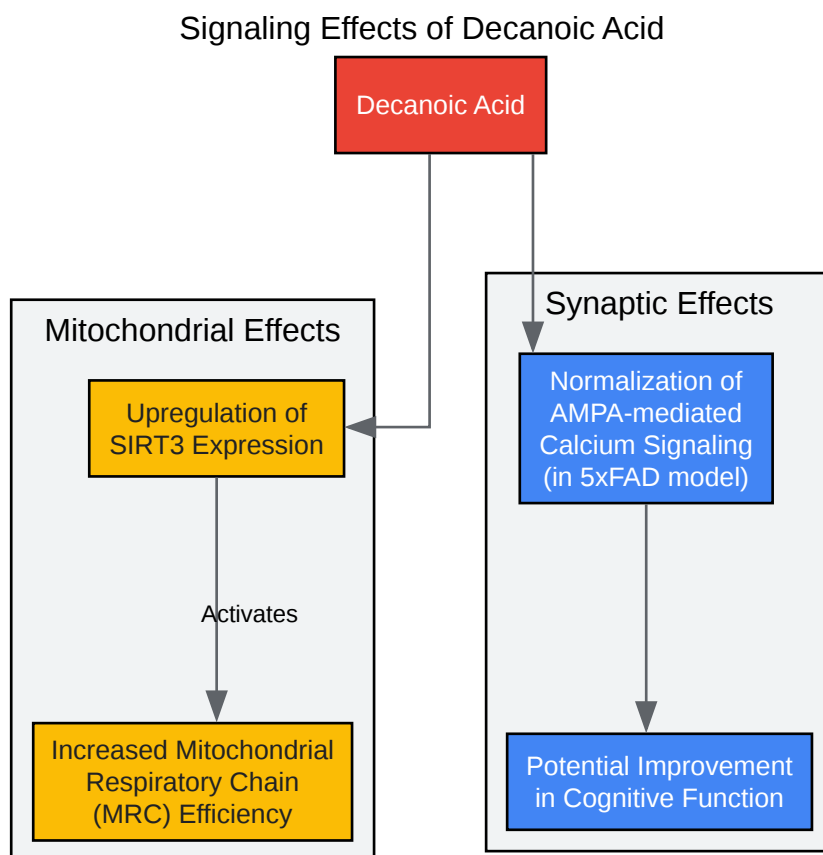 Signaling Effects of Decanoic Acid
Decanoic Acid
Mitochondrial Effects
Upregulation of
SIRT3 Expression
Activates
Increased Mitochondrial
Respiratory Chain
(MRC) Efficiency
Synaptic Effects
Normalization of
AMPA-mediated
Calcium Signaling
(in 5xFAD model)
Potential Improvement
in Cognitive Function